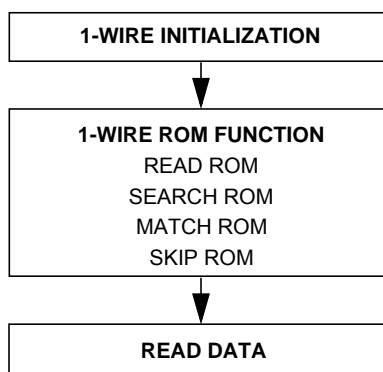 1-WIRE INITIALIZATION
1-WIRE ROM FUNCTION
READ ROM
SEARCH ROM
MATCH ROM
SKIP ROM
READ DATA